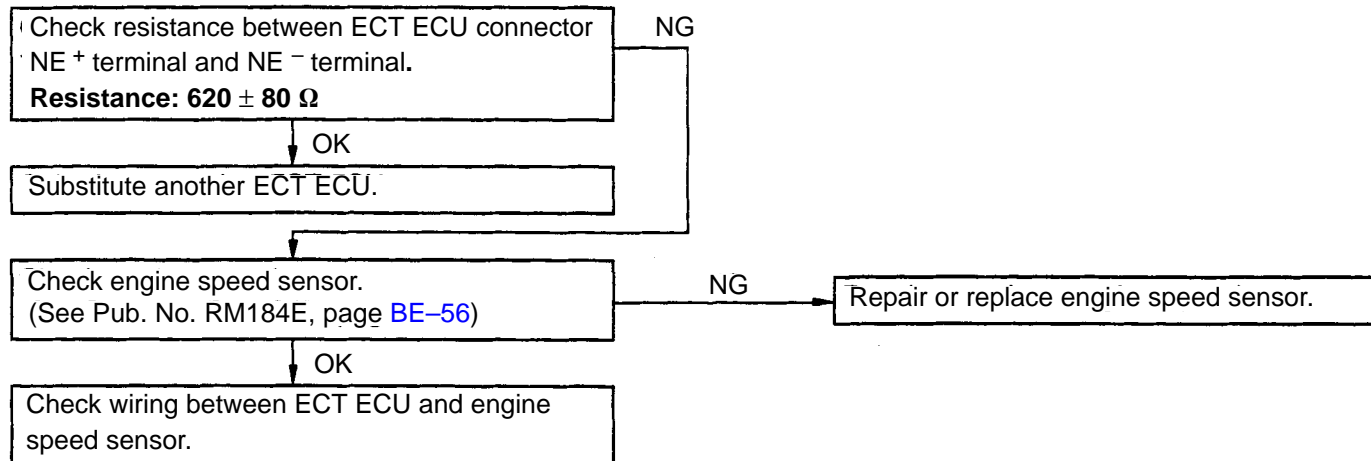 Check resistance between ECT ECU connector
NE + terminal and NE − terminal.
Resistance: 620 ± 80 Ω
NG
OK
Substitute another ECT ECU.
Check engine speed sensor.
(See Pub. No. RM184E, page BE–56)
NG
Repair or replace engine speed sensor.
OK
Check wiring between ECT ECU and engine
speed sensor.